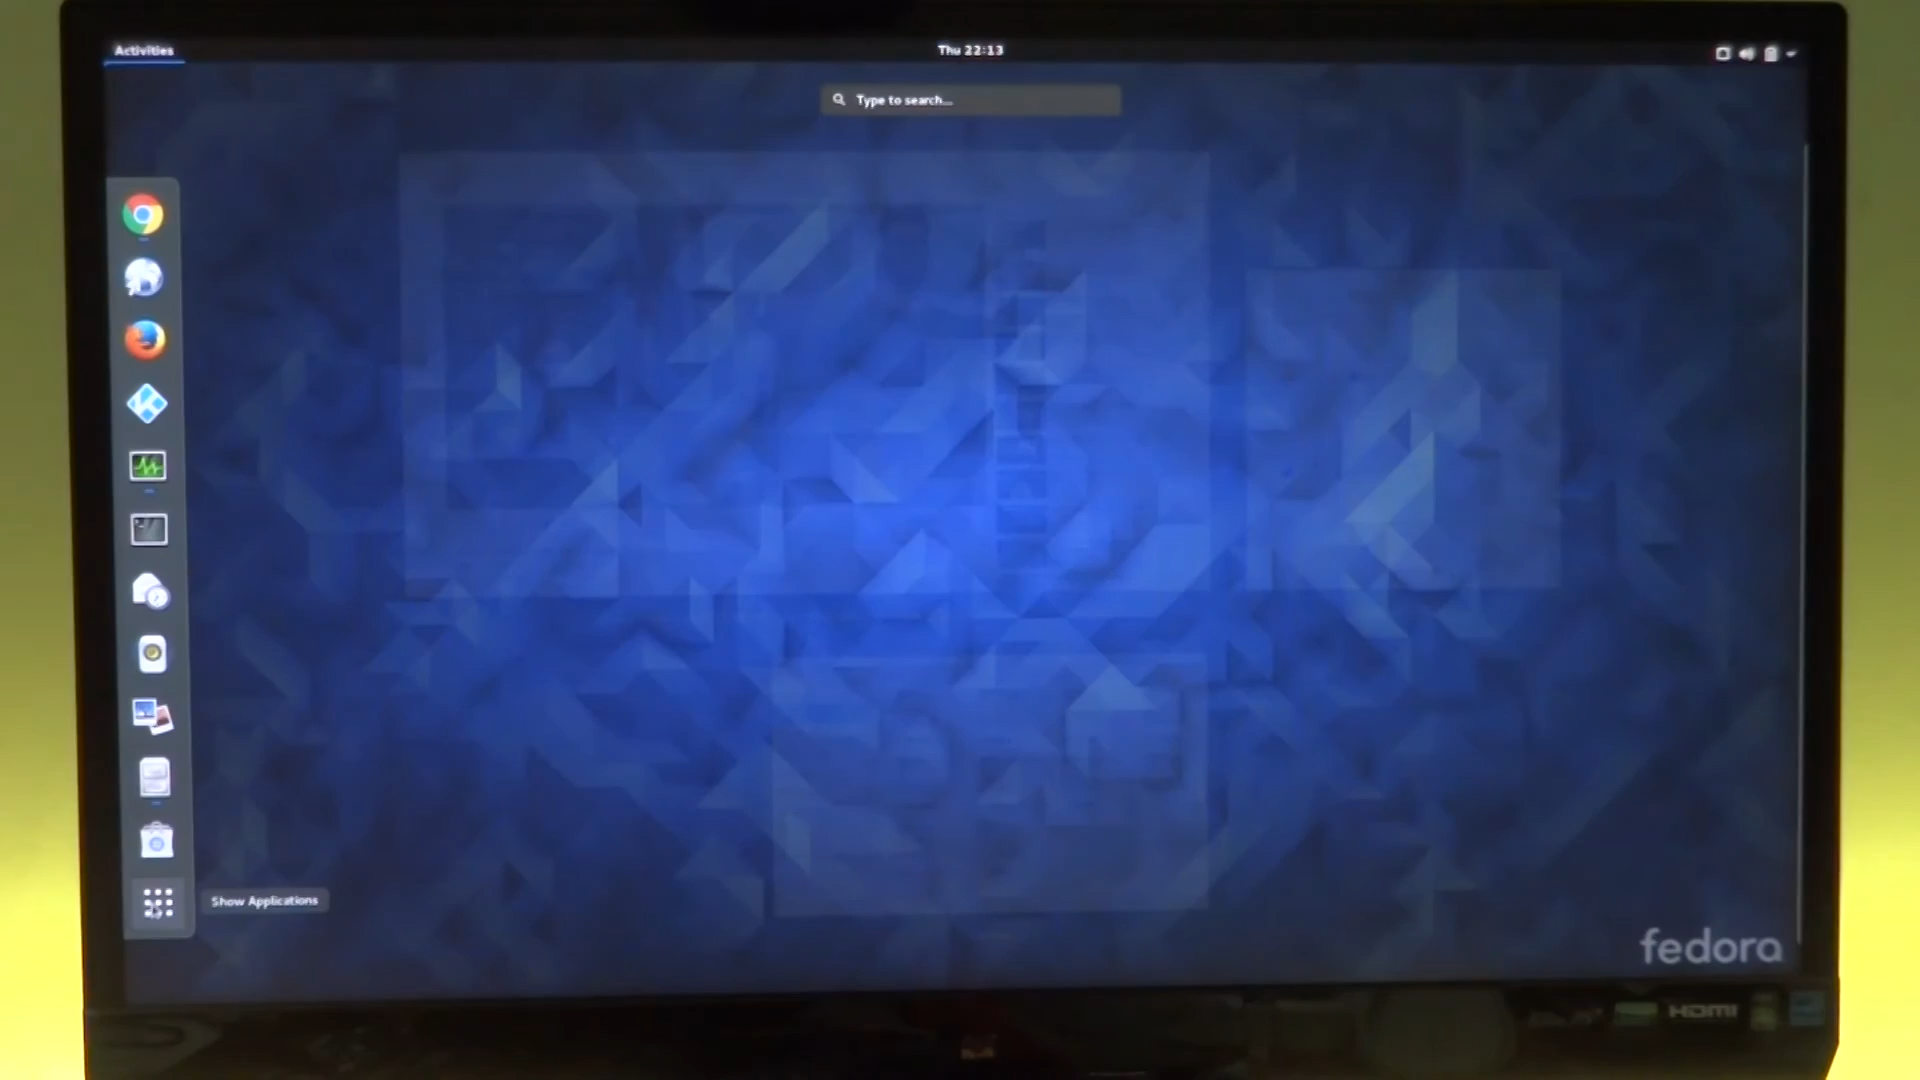 Activities
Thu 22:13
Type to search...
Show Applications
fedora
HDMI